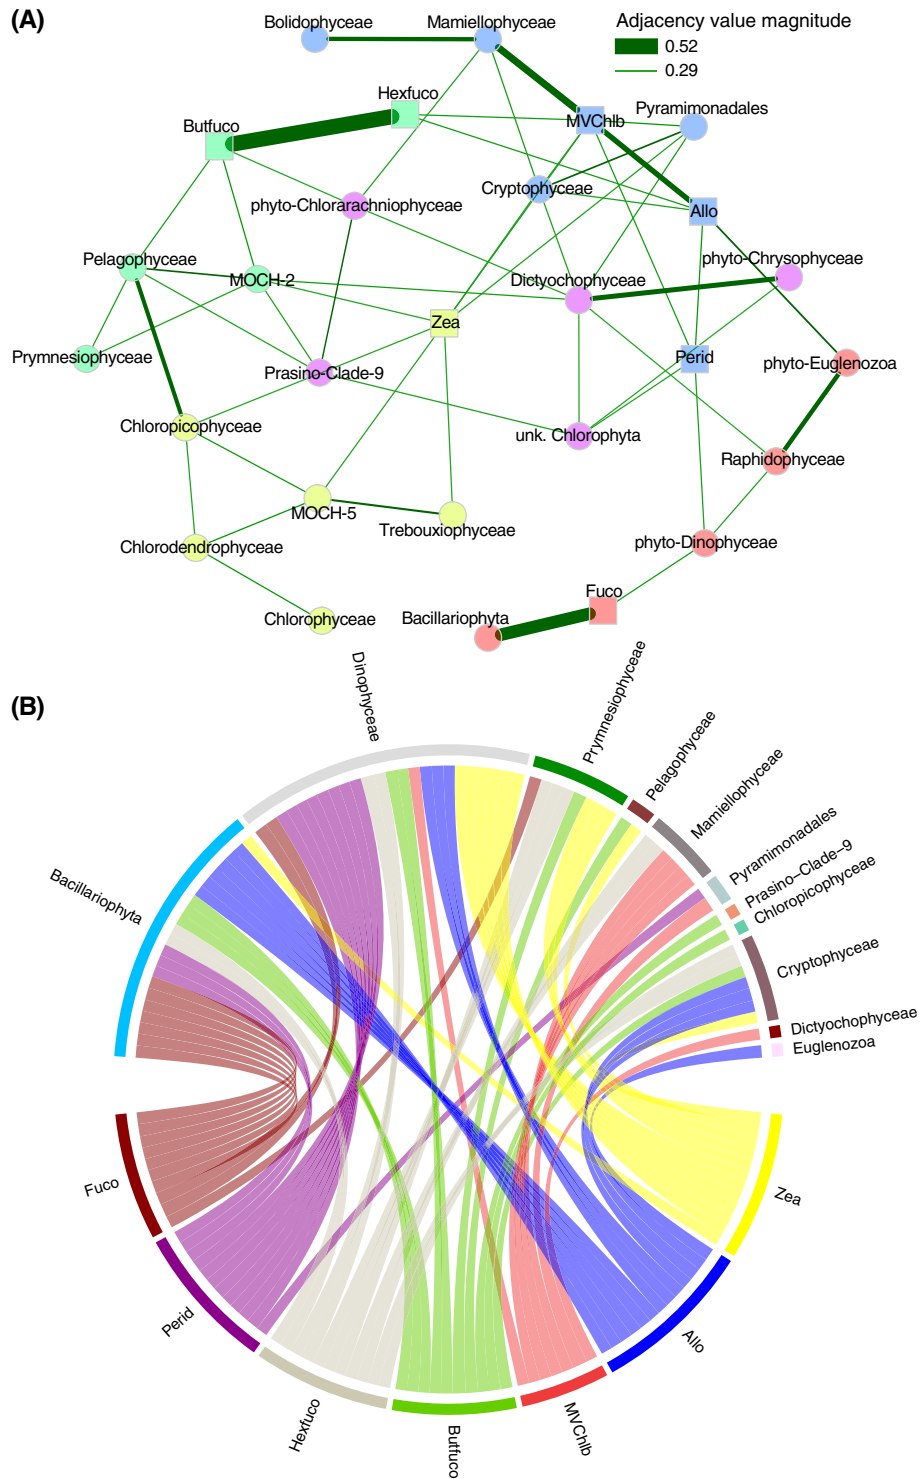 (A)
Bolidophyceae
Mamiellophyceae
Adjacency value magnitude
0.52
0.29
Hexfuco
Pyramimonadales
Butfuco
MVChlb
Cryptophyceae
phyto-Chlorarachniophyceae
Allo
Pelagophyceae
phyto-Chrysophyceae
MOCH-2
Dictyochophyceae
Zea
Prymnesiophyceae
Prasino-Clade-9
Perid
phyto-Euglenozoa
Chloropicophyceae
unk. Chlorophyta
Raphidophyceae
MOCH-5
Trebouxiophyceae
Chlorodendrophyceae
phyto-Dinophyceae
Fuco
Chlorophyceae
Bacillariophyta
(B)
Dinophyceae
Prymnesiophyceae
Pelagophyceae
Mamiellophyceae
Pyramimonadales
Prasino–Clade–9
Chloropicophyceae
Bacillariophyta
Cryptophyceae
Dictyochophyceae
Euglenozoa
Fuco
Zea
Perid
Allo
Hexfuco
MVChlb
Butfuco